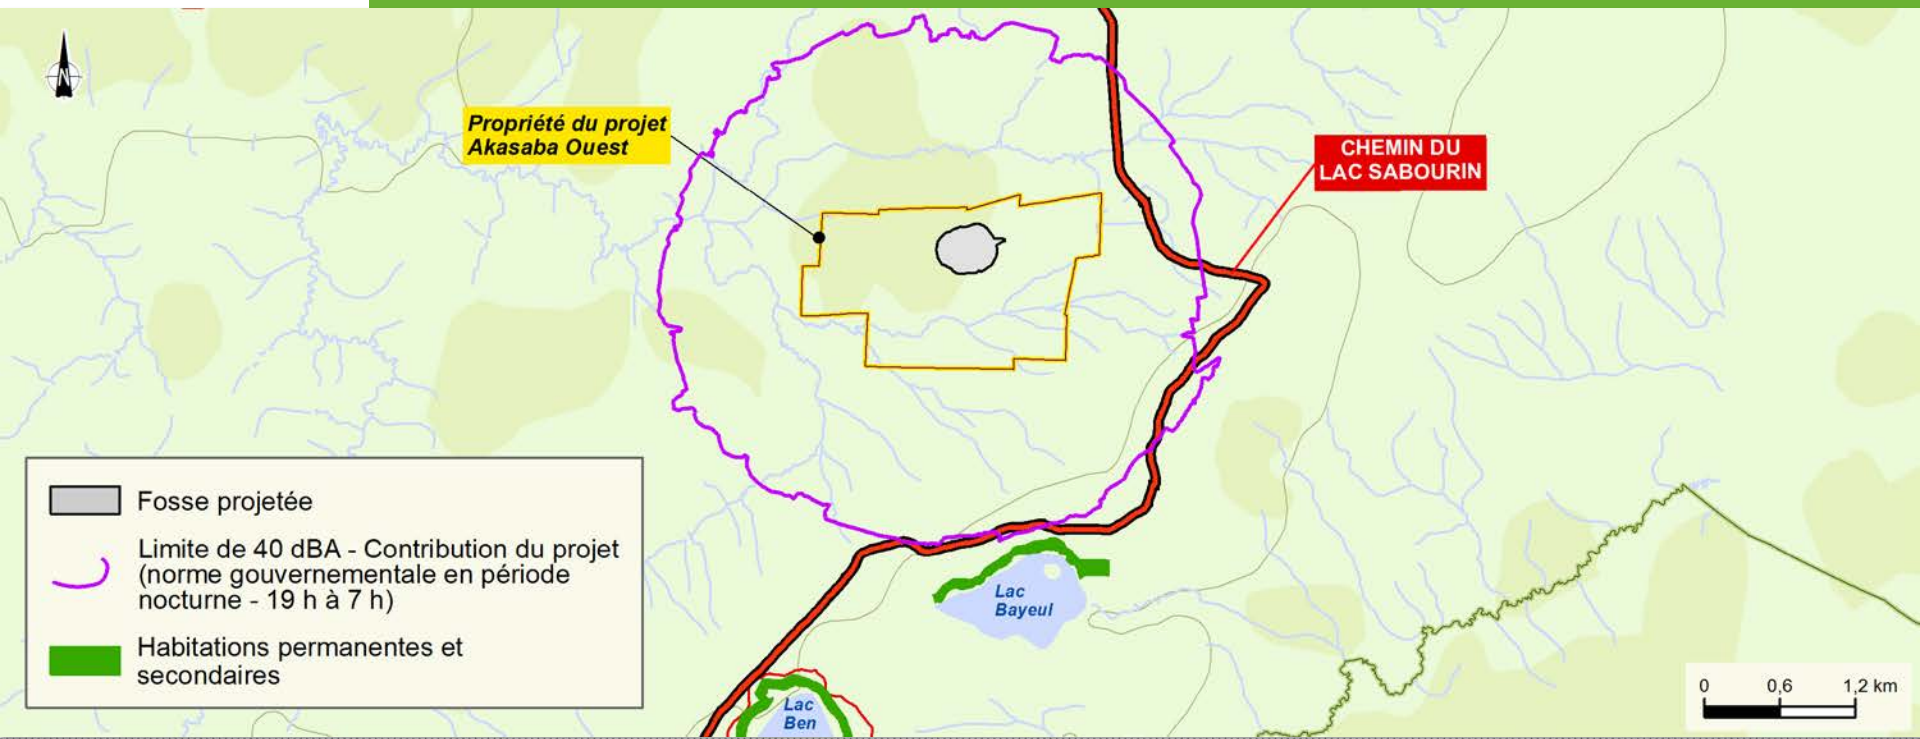 N
Propriété du projet
Akasaba Ouest
CHEMIN DU
LAC SABOURIN
Fosse projetée
Limite de 40 dBA - Contribution du projet
(norme gouvernementale en période
nocturne - 19 h à 7 h)
Habitations permanentes et
secondaires
Lac
Bayeul
Lac
Ben
0 0,6 1,2 km